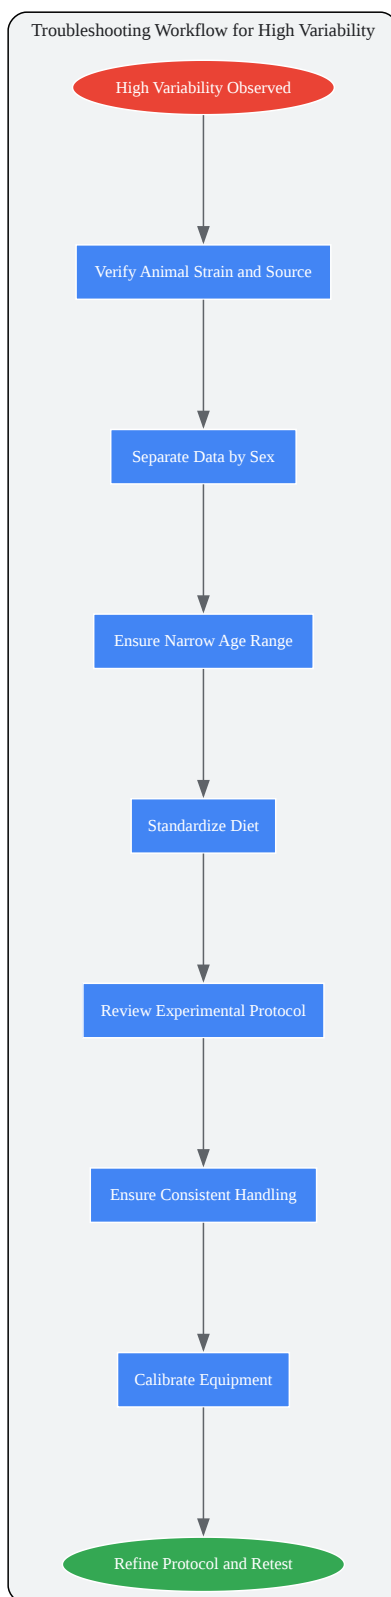 Troubleshooting Workflow for High Variability
High Variability Observed
Verify Animal Strain and Source
Separate Data by Sex
Ensure Narrow Age Range
Standardize Diet
Review Experimental Protocol
Ensure Consistent Handling
Calibrate Equipment
Refine Protocol and Retest